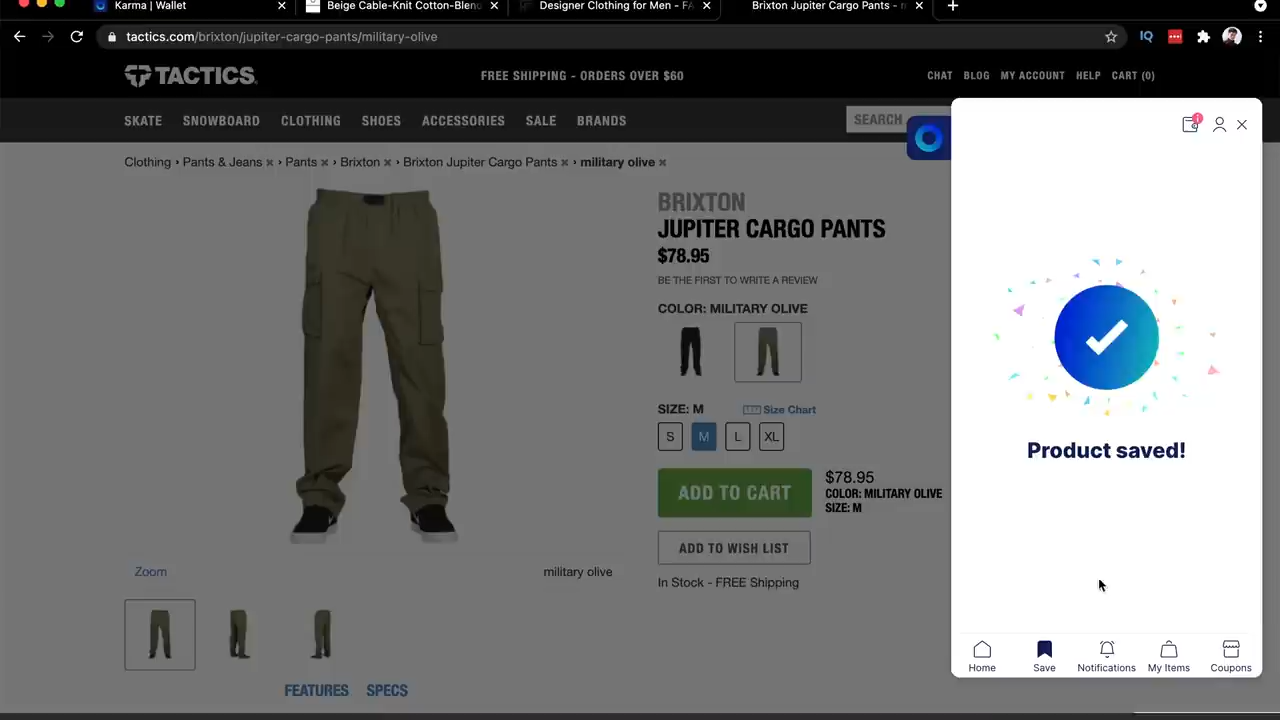 Karma | Wallet
Beige Cable-Knit Cotton-Blen
Designer Clothing for Men - FA
Brixton Jupiter Cargo Pants -
tactics.com/brixton/jupiter-cargo-pants/military-olive
IQ
TACTICS
FREE SHIPPING - ORDERS OVER $60
CHAT BLOG MY ACCOUNT HELP CART (0)
SKATE SNOWBOARD CLOTHING SHOES ACCESSORIES SALE BRANDS
SEARCH
1
Clothing › Pants & Jeans × › Pants × › Brixton × › Brixton Jupiter Cargo Pants × › military olive ×
BRIXTON
JUPITER CARGO PANTS
$78.95
BE THE FIRST TO WRITE A REVIEW
COLOR: MILITARY OLIVE
SIZE: M
Size Chart
S M L XL
ADD TO CART
$78.95
COLOR: MILITARY OLIVE
SIZE: M
ADD TO WISH LIST
In Stock - FREE Shipping
Zoom
military olive
FEATURES SPECS
Product saved!
Home Save Notifications My Items Coupons